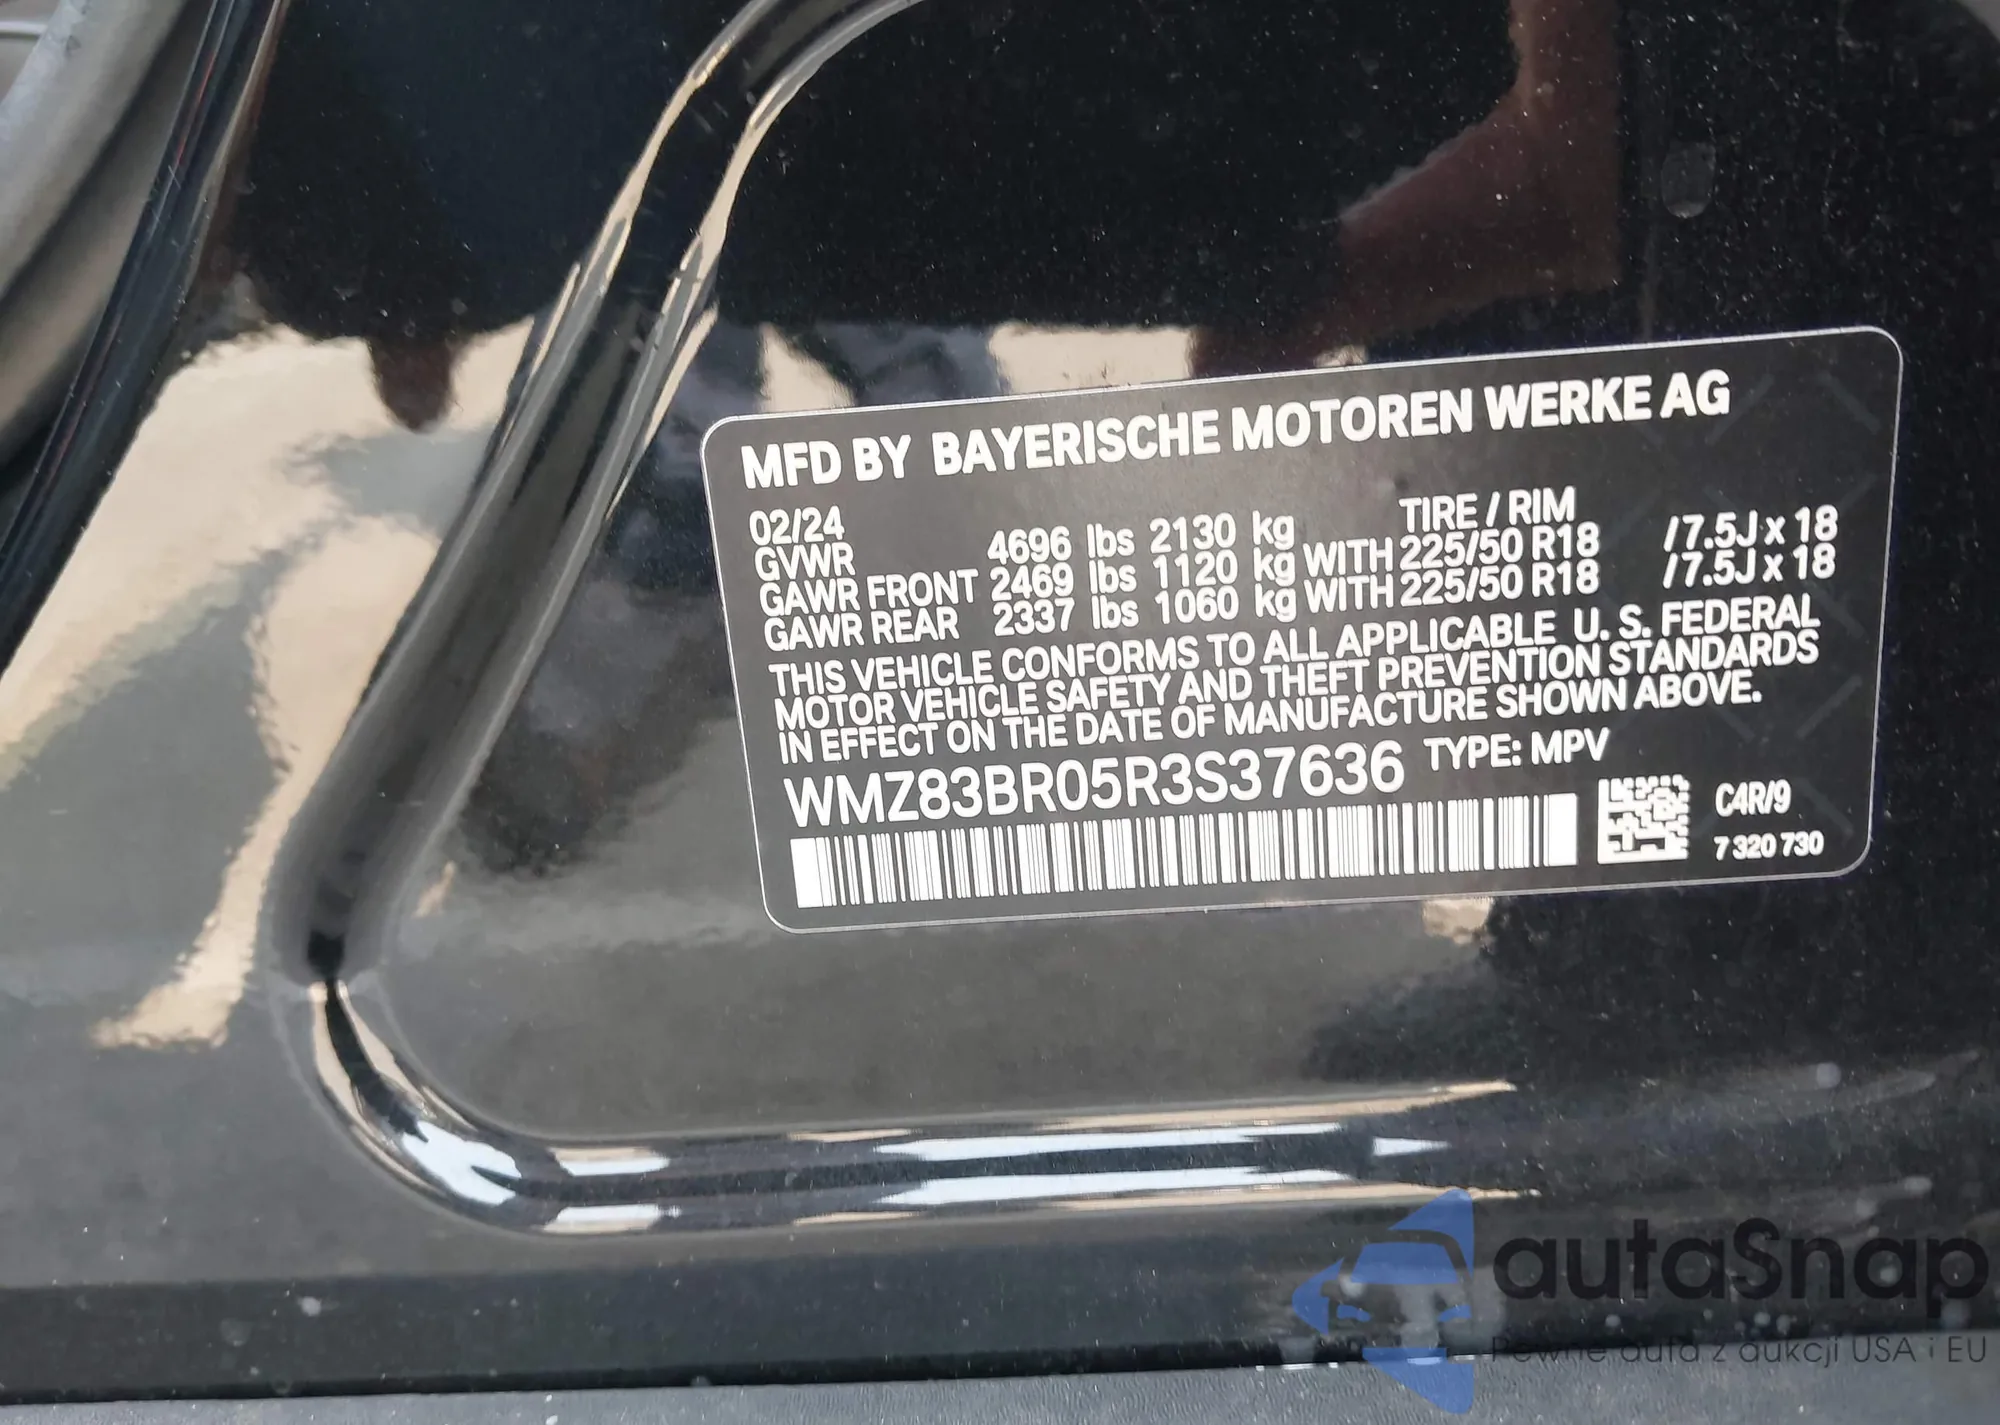 MFD BY BAYERISCHE MOTOREN WERKE AG
02/24 TIRE / RIM
GVWR 4696 lbs 2130 kg
GAWR FRONT 2469 lbs 1120 kg WITH 225/50 R18 /7.5J x 18
GAWR REAR 2337 lbs 1060 kg WITH 225/50 R18 /7.5J x 18
THIS VEHICLE CONFORMS TO ALL APPLICABLE U. S. FEDERAL
MOTOR VEHICLE SAFETY AND THEFT PREVENTION STANDARDS
IN EFFECT ON THE DATE OF MANUFACTURE SHOWN ABOVE.
WMZ83BR05R3S37636 TYPE: MPV
C4R/9
7 320 730
autaSnap
Pewne auta z aukcji USA i EU